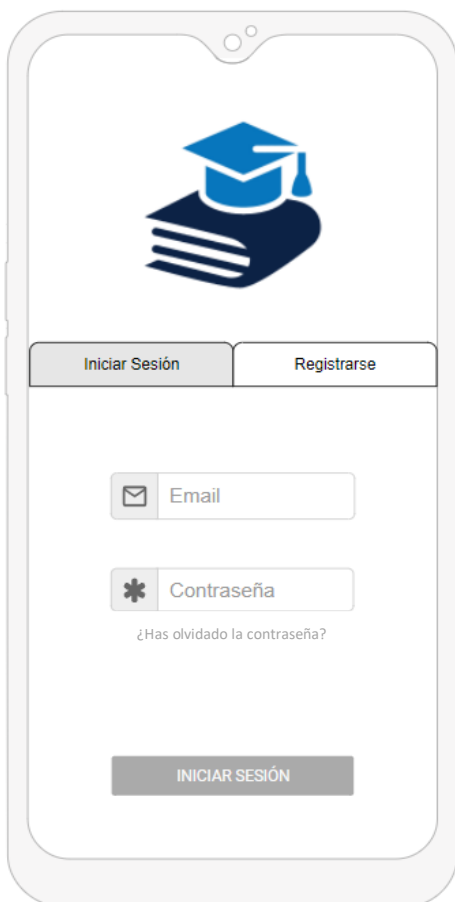 Iniciar Sesión
Registrarse
Email
Contraseña
¿Has olvidado la contraseña?
INICIAR SESIÓN